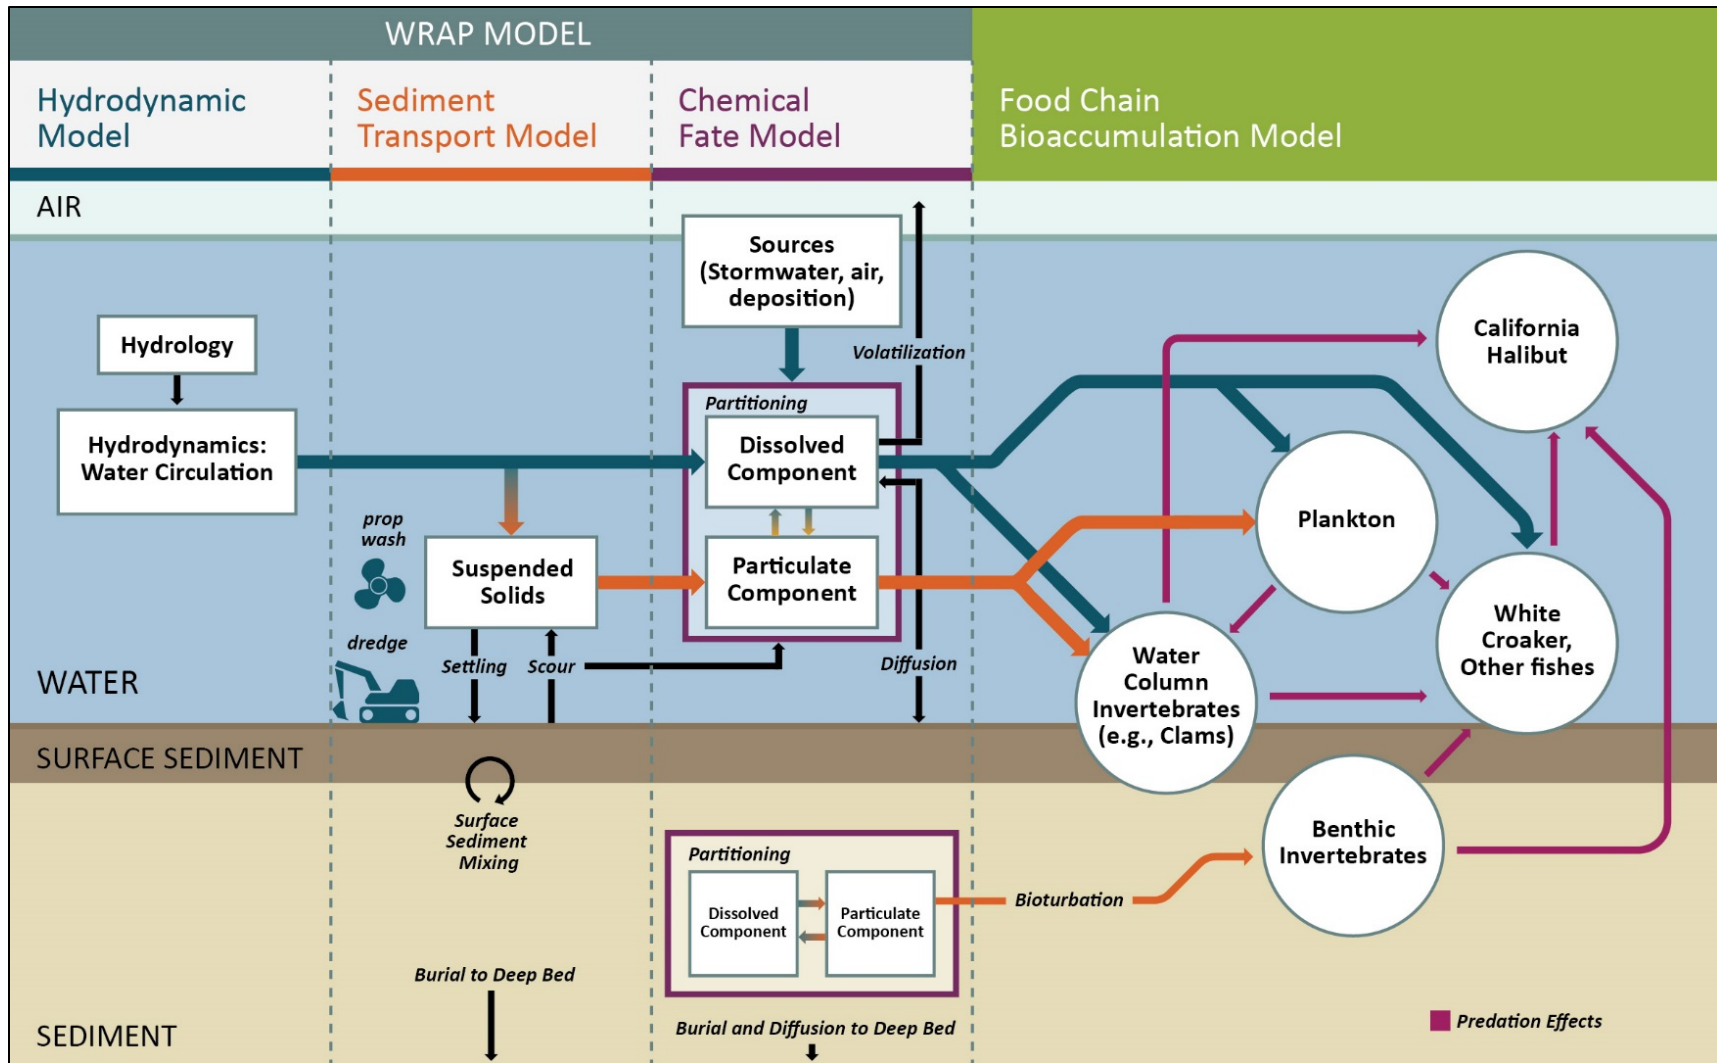 WRAP MODEL
Hydrodynamic
Model
Sediment
Transport Model
Chemical
Fate Model
Food Chain
Bioaccumulation Model
AIR
Sources
(Stormwater, air,
deposition)
Volatilization
Hydrology
Hydrodynamics:
Water Circulation
Partitioning
Dissolved
Component
Particulate
Component
prop
wash
Suspended
Solids
dredge
Settling
Scour
Diffusion
California
Halibut
Plankton
White
Croaker,
Other fishes
Water
Column
Invertebrates
(e.g., Clams)
WATER
SURFACE SEDIMENT
Surface
Sediment
Mixing
Partitioning
Dissolved
Component
Particulate
Component
Bioturbation
Benthic
Invertebrates
Burial to Deep Bed
Burial and Diffusion to Deep Bed
SEDIMENT
Predation Effects